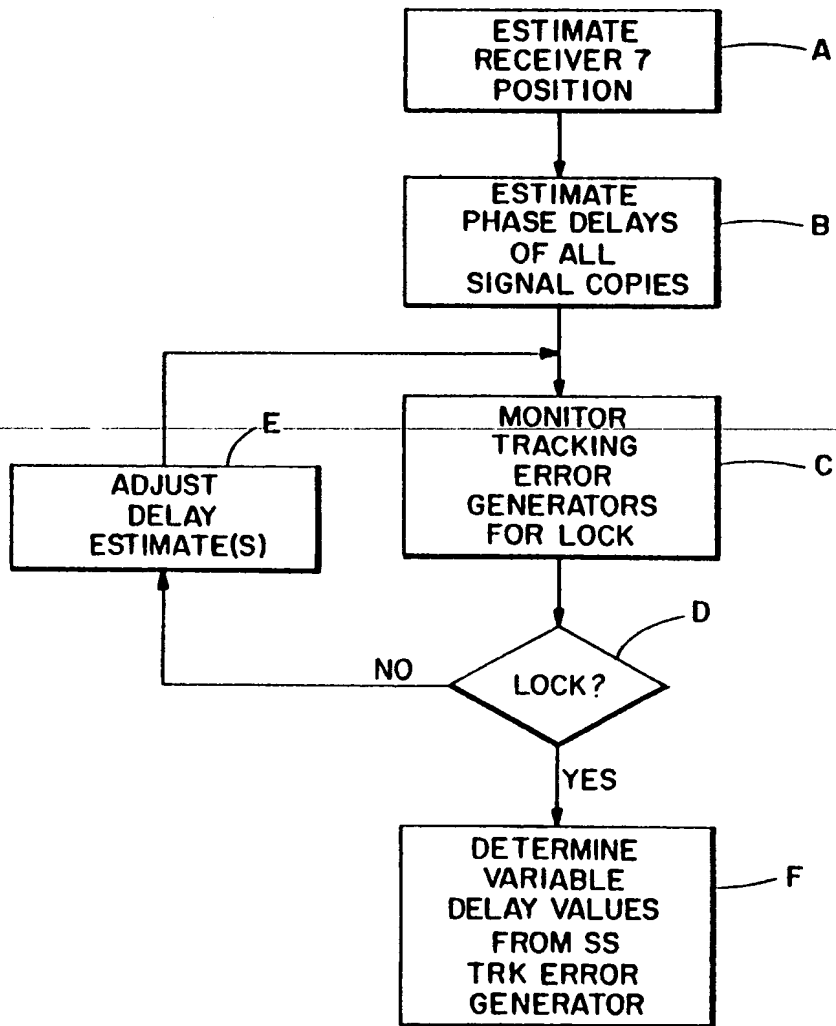 ESTIMATE
RECEIVER 7
POSITION
A
ESTIMATE
PHASE DELAYS
OF ALL
SIGNAL COPIES
B
MONITOR
TRACKING
ERROR
GENERATORS
FOR LOCK
C
E
ADJUST
DELAY
ESTIMATE(S)
D
LOCK?
NO
YES
DETERMINE
VARIABLE
DELAY VALUES
FROM SS
TRK ERROR
GENERATOR
F